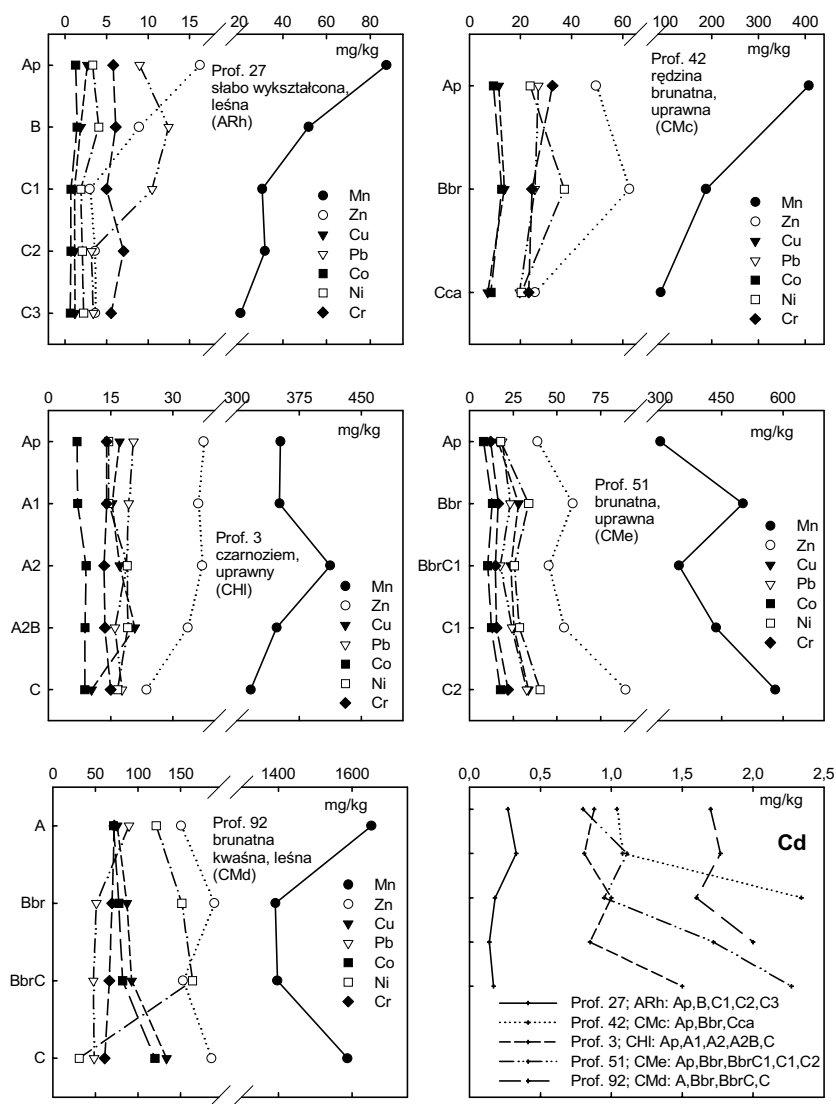 0 5 10 15 20 40 60 80 100
mg/kg
Prof. 27
słabo wykształcona,
leśna
(ARh)
Ap
B
C1
C2
C3
Mn
Zn
Cu
Pb
Co
Ni
Cr
0 20 40 60 100 200 300 400
mg/kg
Prof. 42
rędzina
brunatna,
uprawna
(CMc)
Ap
Bbr
Cca
Mn
Zn
Cu
Pb
Co
Ni
Cr
0 15 30 300 350 450
mg/kg
Prof. 3
czarnoziem,
uprawny
(CHl)
Ap
A1
A2
A2B
C
Mn
Zn
Cu
Pb
Co
Ni
Cr
0 25 50 75 300 450 600
mg/kg
Prof. 51
brunatna,
uprawna
(CMe)
Ap
Bbr
BbrC1
C1
C2
Mn
Zn
Cu
Pb
Co
Ni
Cr
0 50 100 150 1400 1600
mg/kg
Prof. 92
brunatna
kwaśna, leśna
(CMd)
A
Bbr
BbrC
C
Mn
Zn
Cu
Pb
Co
Ni
Cr
0,0 0,5 1,0 1,5 2,0 2,5
mg/kg
Cd
Prof. 27; ARh: Ap,B,C1,C2,C3
Prof. 42; CMc: Ap,Bbr,Cca
Prof. 3; CHl: Ap,A1,A2,A2B,C
Prof. 51; CMe: Ap,Bbr,BbrC1,C1,C2
Prof. 92; CMd: A,Bbr,BbrC,C